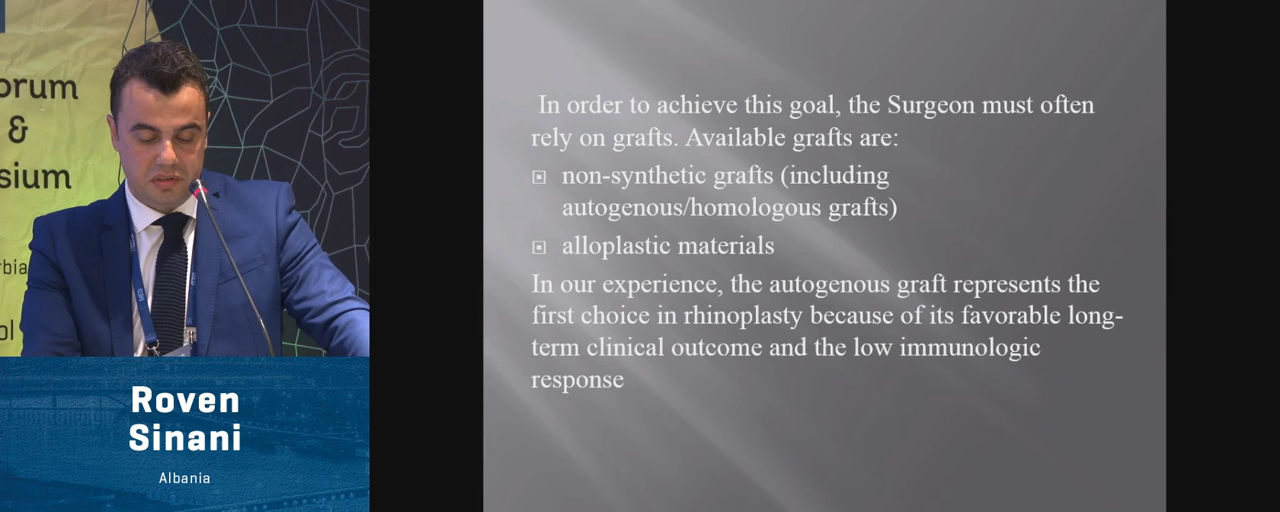 orum
&
sium
rbia
ol
In order to achieve this goal, the Surgeon must often
rely on grafts. Available grafts are:
non-synthetic grafts (including
autogenous/homologous grafts)
alloplastic materials
In our experience, the autogenous graft represents the
first choice in rhinoplasty because of its favorable long-
term clinical outcome and the low immunologic
response
Roven
Sinani
Albania